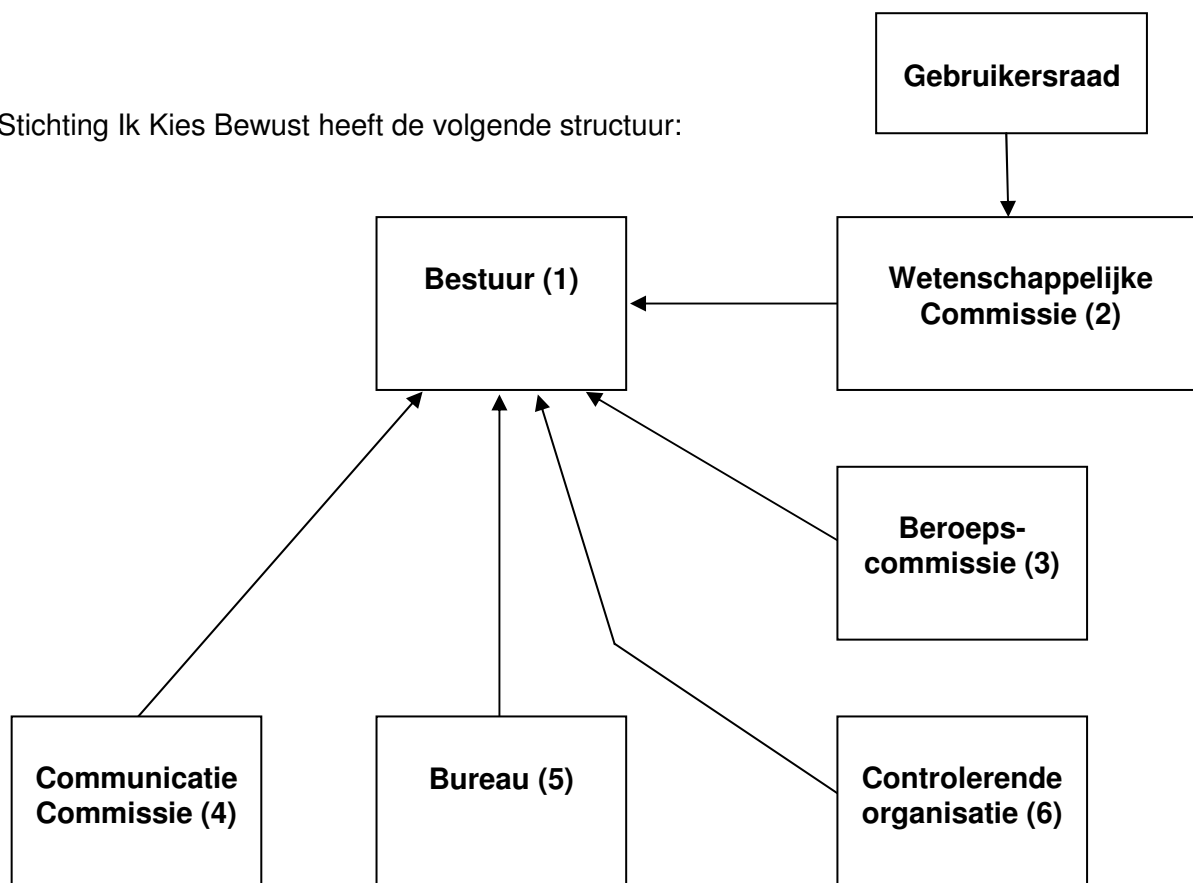 Gebruikersraad
Stichting Ik Kies Bewust heeft de volgende structuur:
Bestuur (1)
Wetenschappelijke
Commissie (2)
Beroeps-
commissie (3)
Communicatie
Commissie (4)
Bureau (5)
Controlerende
organisatie (6)